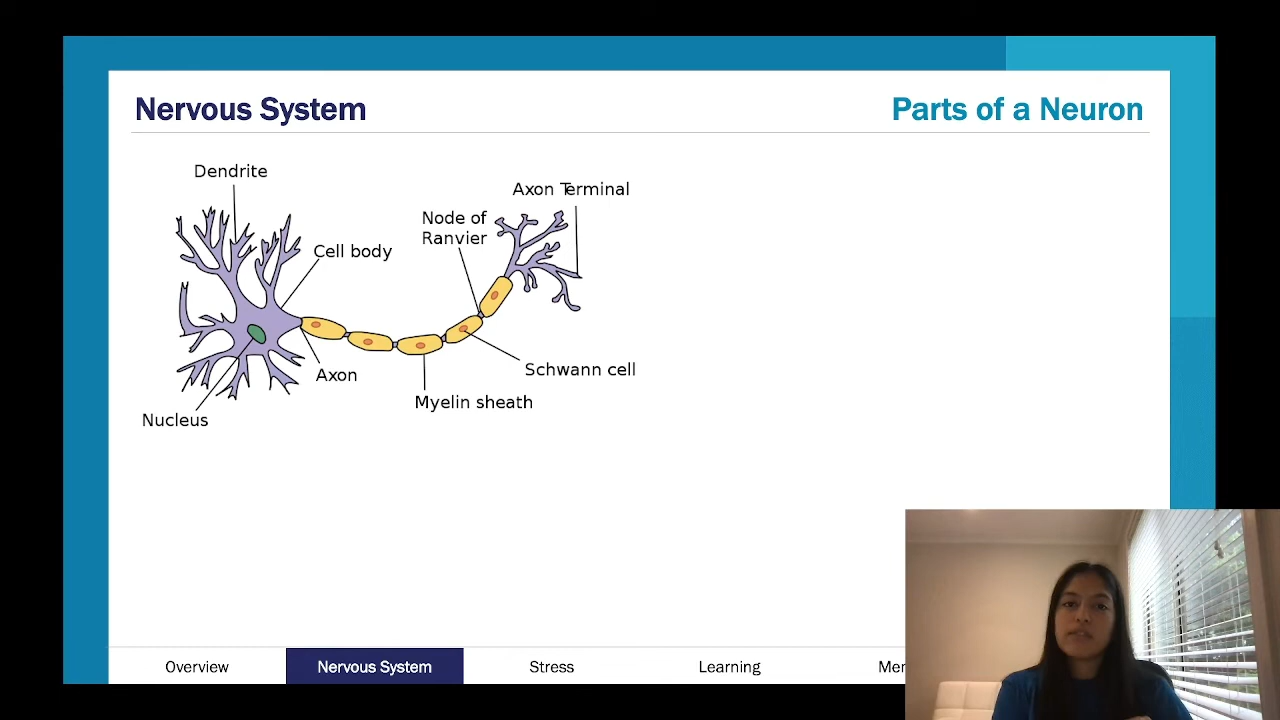 Nervous System
Parts of a Neuron
Dendrite
Axon Terminal
Node of
Ranvier
Cell body
Schwann cell
Axon
Myelin sheath
Nucleus
Overview
Nervous System
Stress
Learning